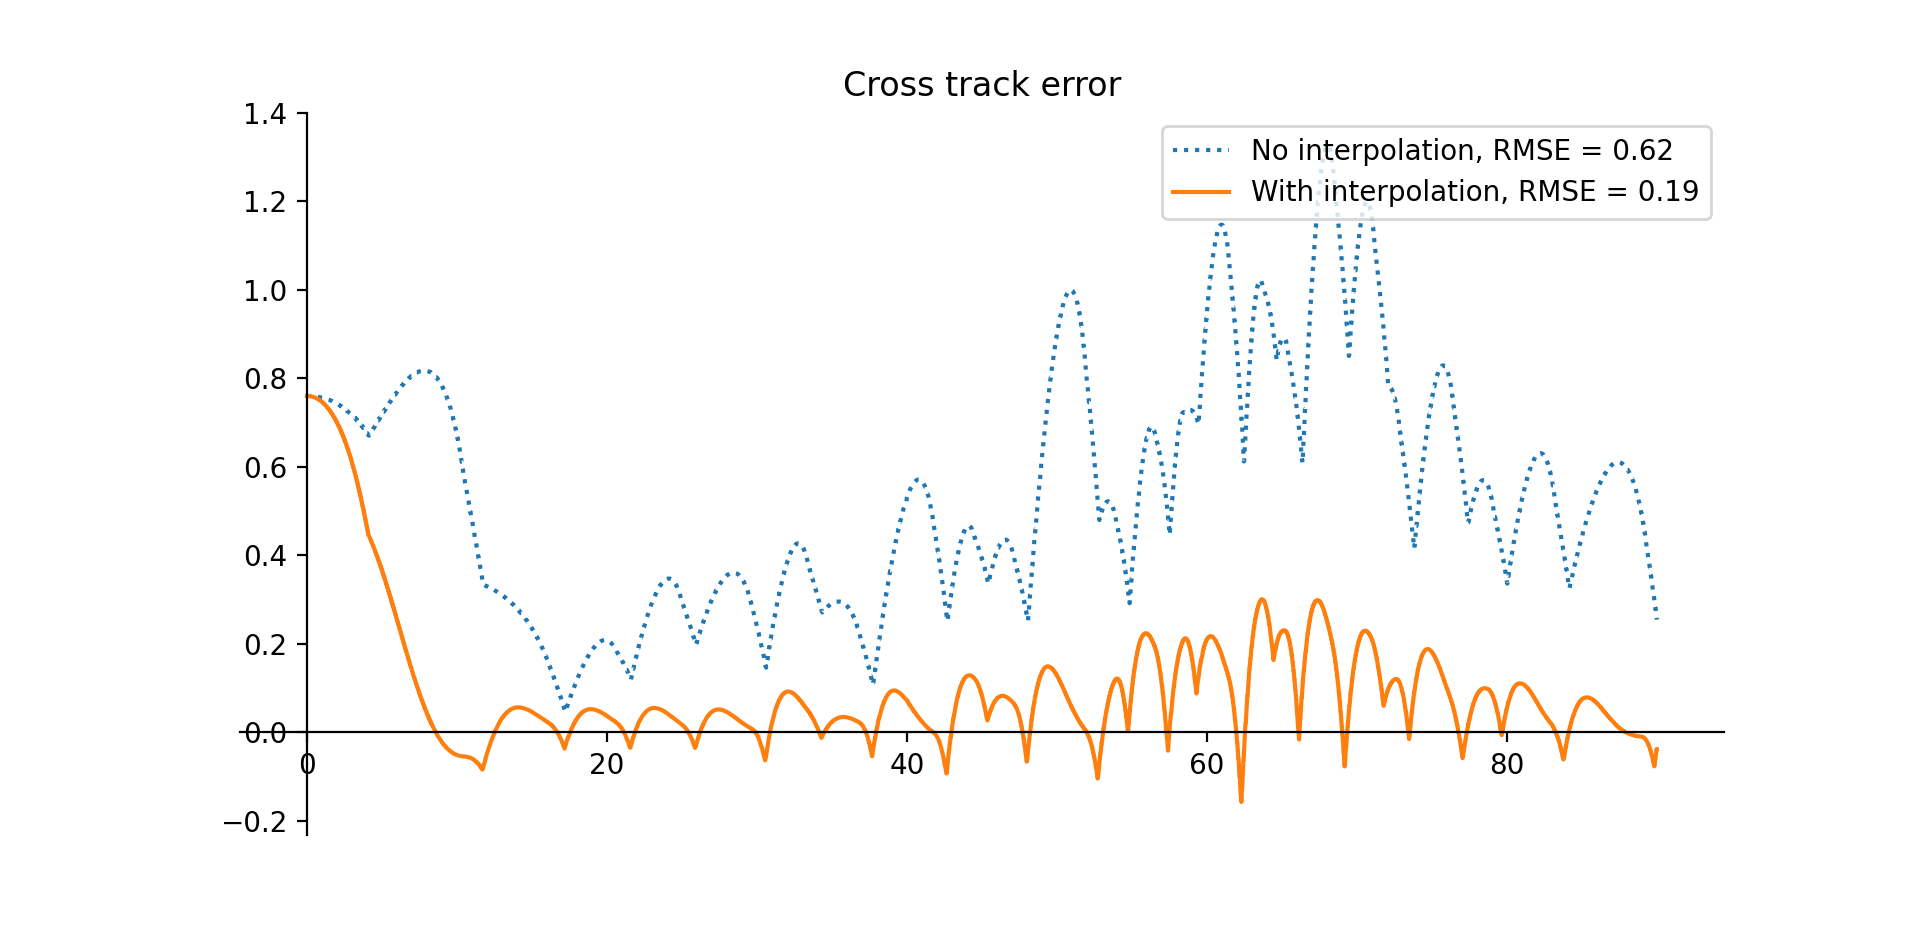 Cross track error
1.4
No interpolation, RMSE = 0.62
With interpolation, RMSE = 0.19
1.2
1.0
0.8
0.6
0.4
0.2
0.0
0 20 40 60 80
−0.2